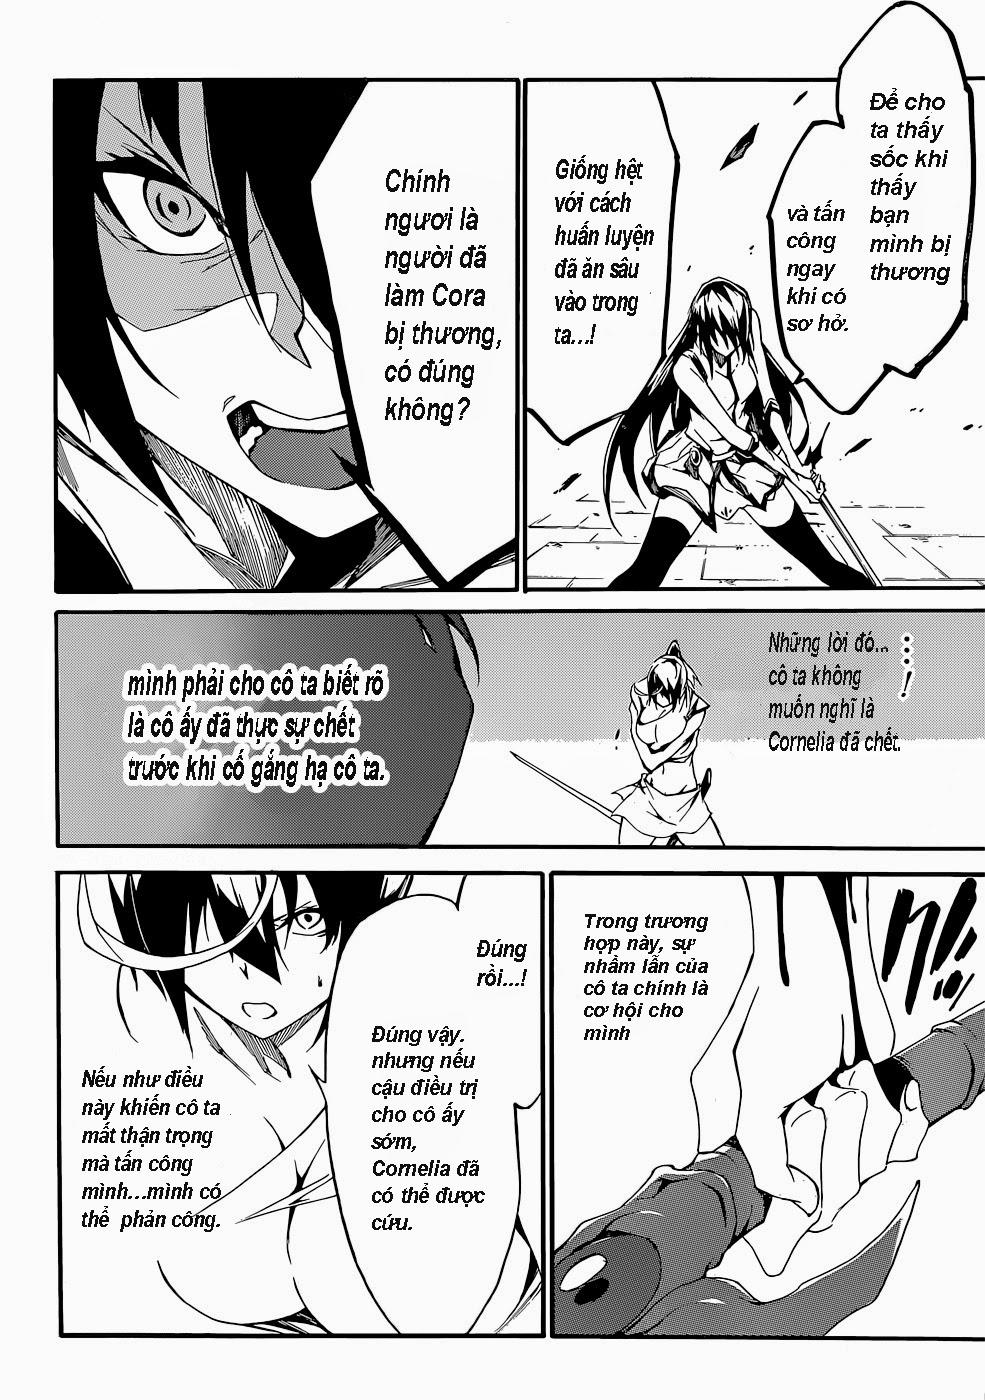 Để cho
ta thấy
sốc khi
thấy
bạn
mình bị
thương
và tấn
công
ngay
khi có
sơ hở.
Giống hệt
với cách
huấn luyện
đã ăn sâu
vào trong
ta...!
Chính
ngươi là
người đã
làm Cora
bị thương,
có đúng
không?
...!
Những lời đó...
cô ta không
muốn nghĩ là
Cornelia đã chết.
mình phải cho cô ta biết rõ
là cô ấy đã thực sự chết
trước khi cố gắng hạ cô ta.
Trong trương
hợp này, sự
nhầm lẫn của
cô ta chính là
cơ hội cho
mình
Đúng
rồi...!
Đúng vậy.
nhưng nếu
cậu điều trị
cho cô ấy
sớm,
Cornelia đã
có thể được
cứu.
Nếu như điều
này khiến cô ta
mất thận trọng
mà tấn công
mình...mình có
thể phản công.